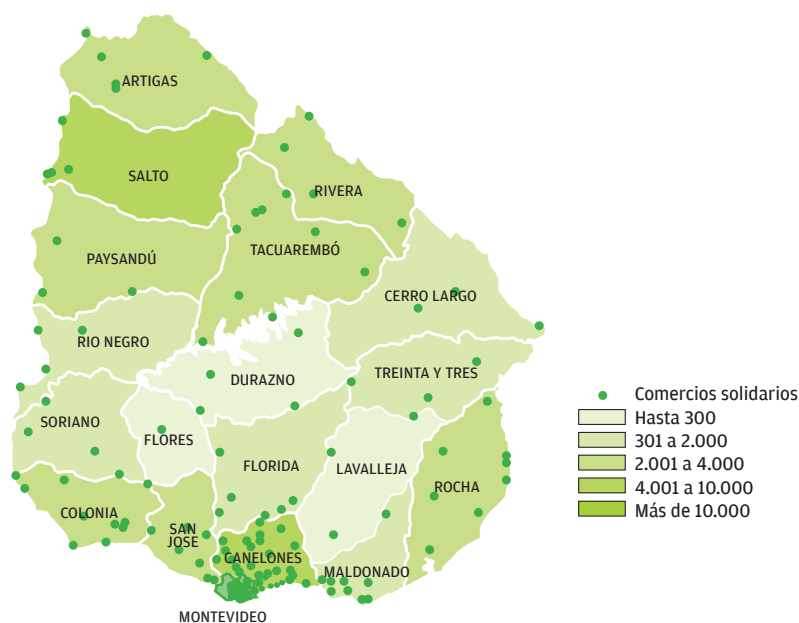 ARTIGAS
SALTO
RIVERA
PAYSANDÚ
TACUAREMBÓ
CERRO LARGO
RIO NEGRO
DURAZNO
TREINTA Y TRES
SORIANO
FLORES
FLORIDA
LAVALLEJA
ROCHA
COLONIA
SAN
JOSE
CANELONES
MALDONADO
MONTEVIDEO
Comercios solidarios
Hasta 300
301 a 2.000
2.001 a 4.000
4.001 a 10.000
Más de 10.000